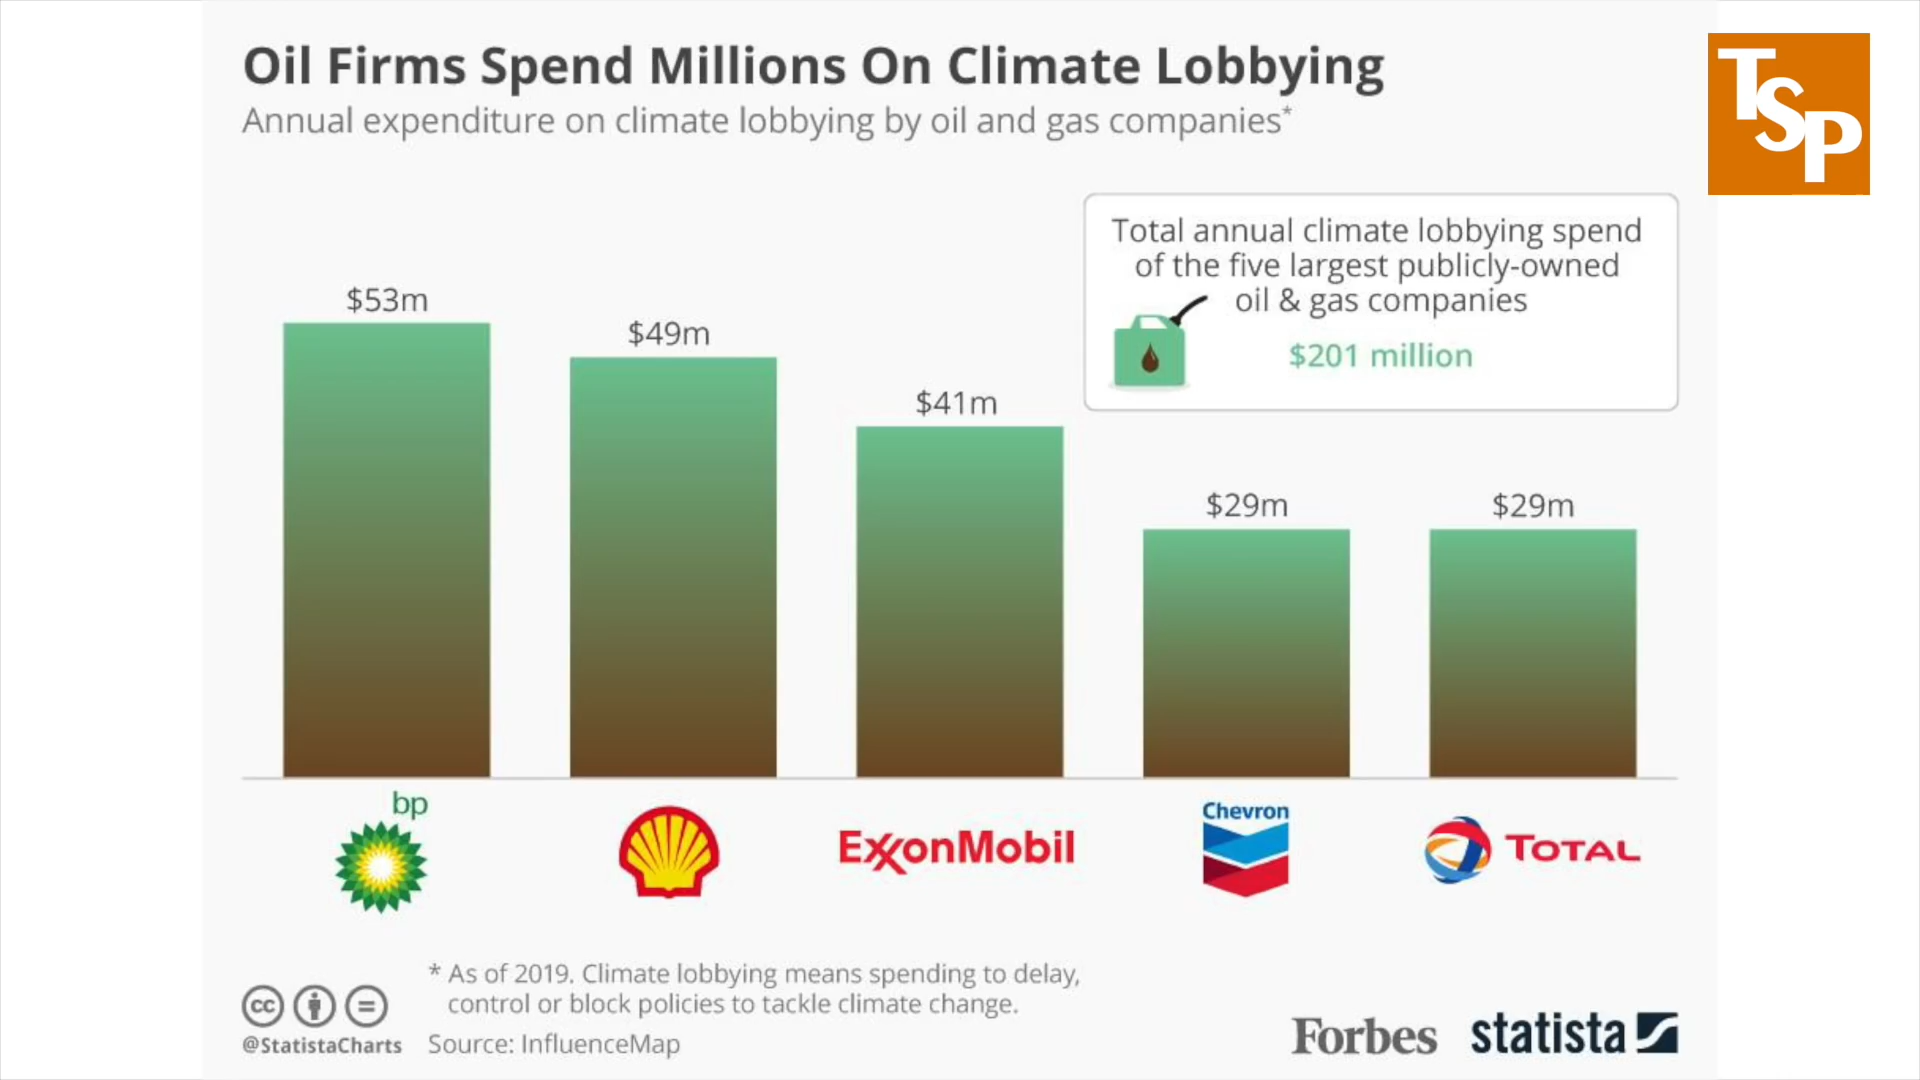 Oil Firms Spend Millions On Climate Lobbying
Annual expenditure on climate lobbying by oil and gas companies*
TSP
Total annual climate lobbying spend
of the five largest publicly-owned
oil & gas companies
$201 million
$53m
$49m
$41m
$29m
$29m
bp
ExxonMobil
Chevron
TOTAL
* As of 2019. Climate lobbying means spending to delay,
control or block policies to tackle climate change.
cc
@StatistaCharts
Source: InfluenceMap
Forbes
statista